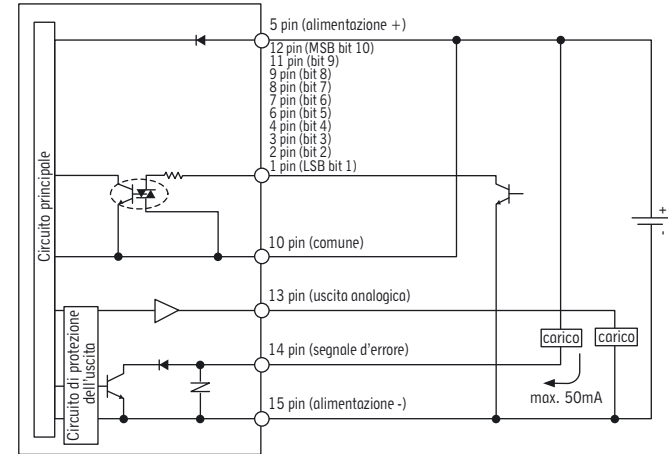 5 pin (alimentazione +)
12 pin (MSB bit 10)
11 pin (bit 9)
9 pin (bit 8)
8 pin (bit 7)
7 pin (bit 6)
6 pin (bit 5)
4 pin (bit 4)
3 pin (bit 3)
2 pin (bit 2)
1 pin (LSB bit 1)
Circuito principale
+
-
10 pin (comune)
13 pin (uscita analogica)
carico
carico
14 pin (segnale d'errore)
max. 50mA
Circuito di protezione
dell'uscita
15 pin (alimentazione -)